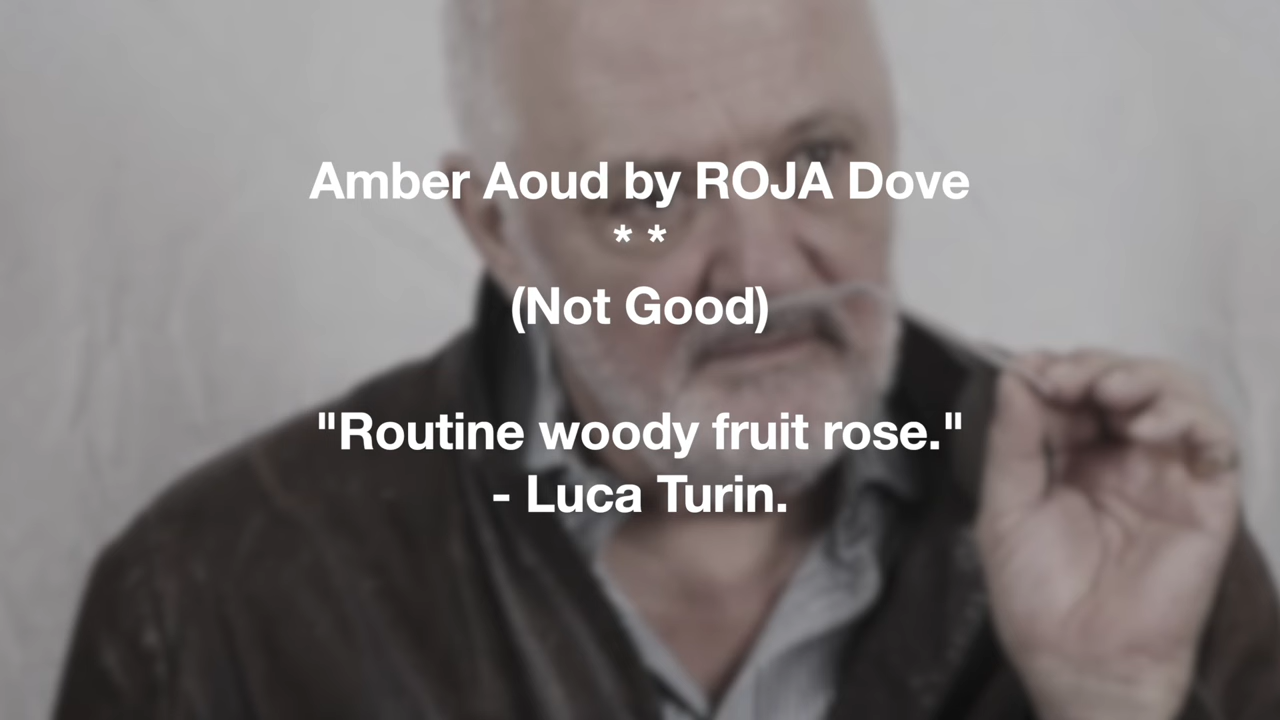 Amber Aoud by ROJA Dove
* *
(Not Good)
"Routine woody fruit rose."
- Luca Turin.